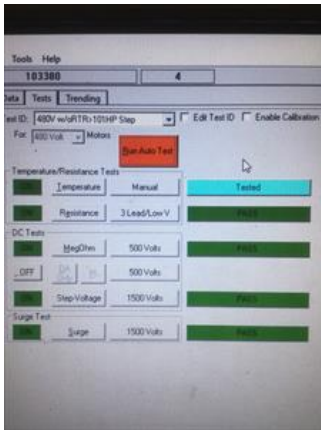 Tools Help
103380 4
Data Tests Trending
Test ID: 480V w/oRTR>101HP Step Edit Test ID Enable Calibration
For: 480 Volt Motors
Run Auto Test
Temperature/Resistance Tests
ON Temperature Manual Tested
ON Resistance 3 Lead/Low V PASS
DC Tests
ON MegOhm 500 Volts PASS
OFF 500 Volts
ON Step-Voltage 1500 Volts PASS
Surge Test
ON Surge 1500 Volts PASS